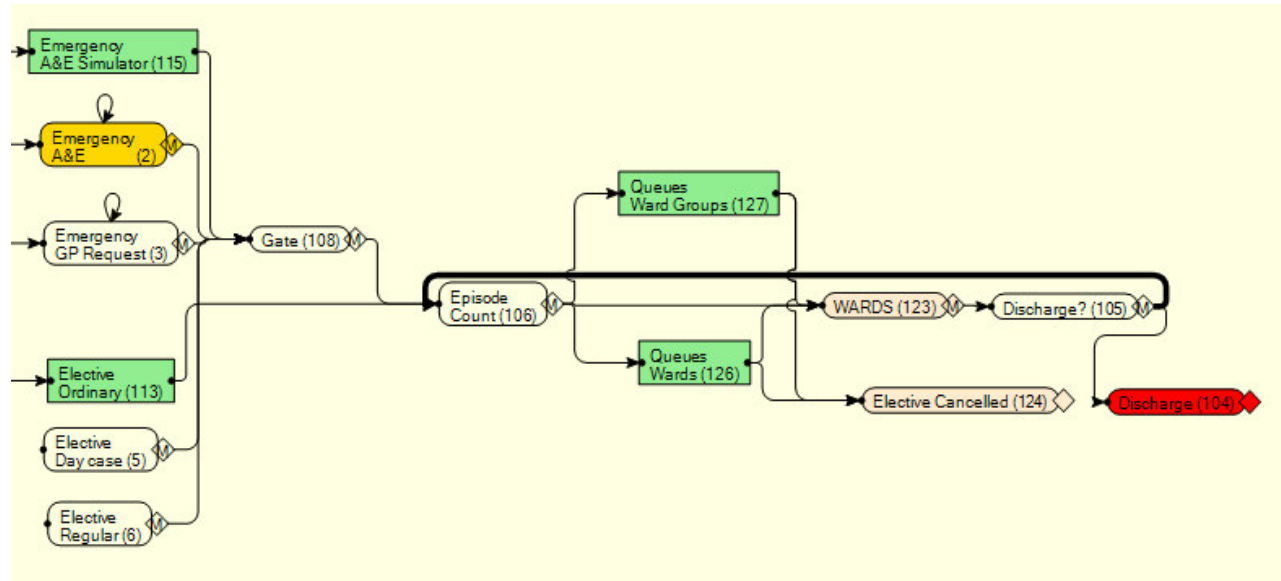 Emergency
A&E Simulator (115)
Emergency
A&E (2)
M
Emergency
GP Request (3)
M
Gate (108)
M
Elective
Ordinary (113)
Elective
Day case (5)
M
Elective
Regular (6)
M
Episode
Count (106)
M
Queues
Ward Groups (127)
Queues
Wards (126)
WARDS (123)
M
Discharge? (105)
M
Elective Cancelled (124)
Discharge (104)